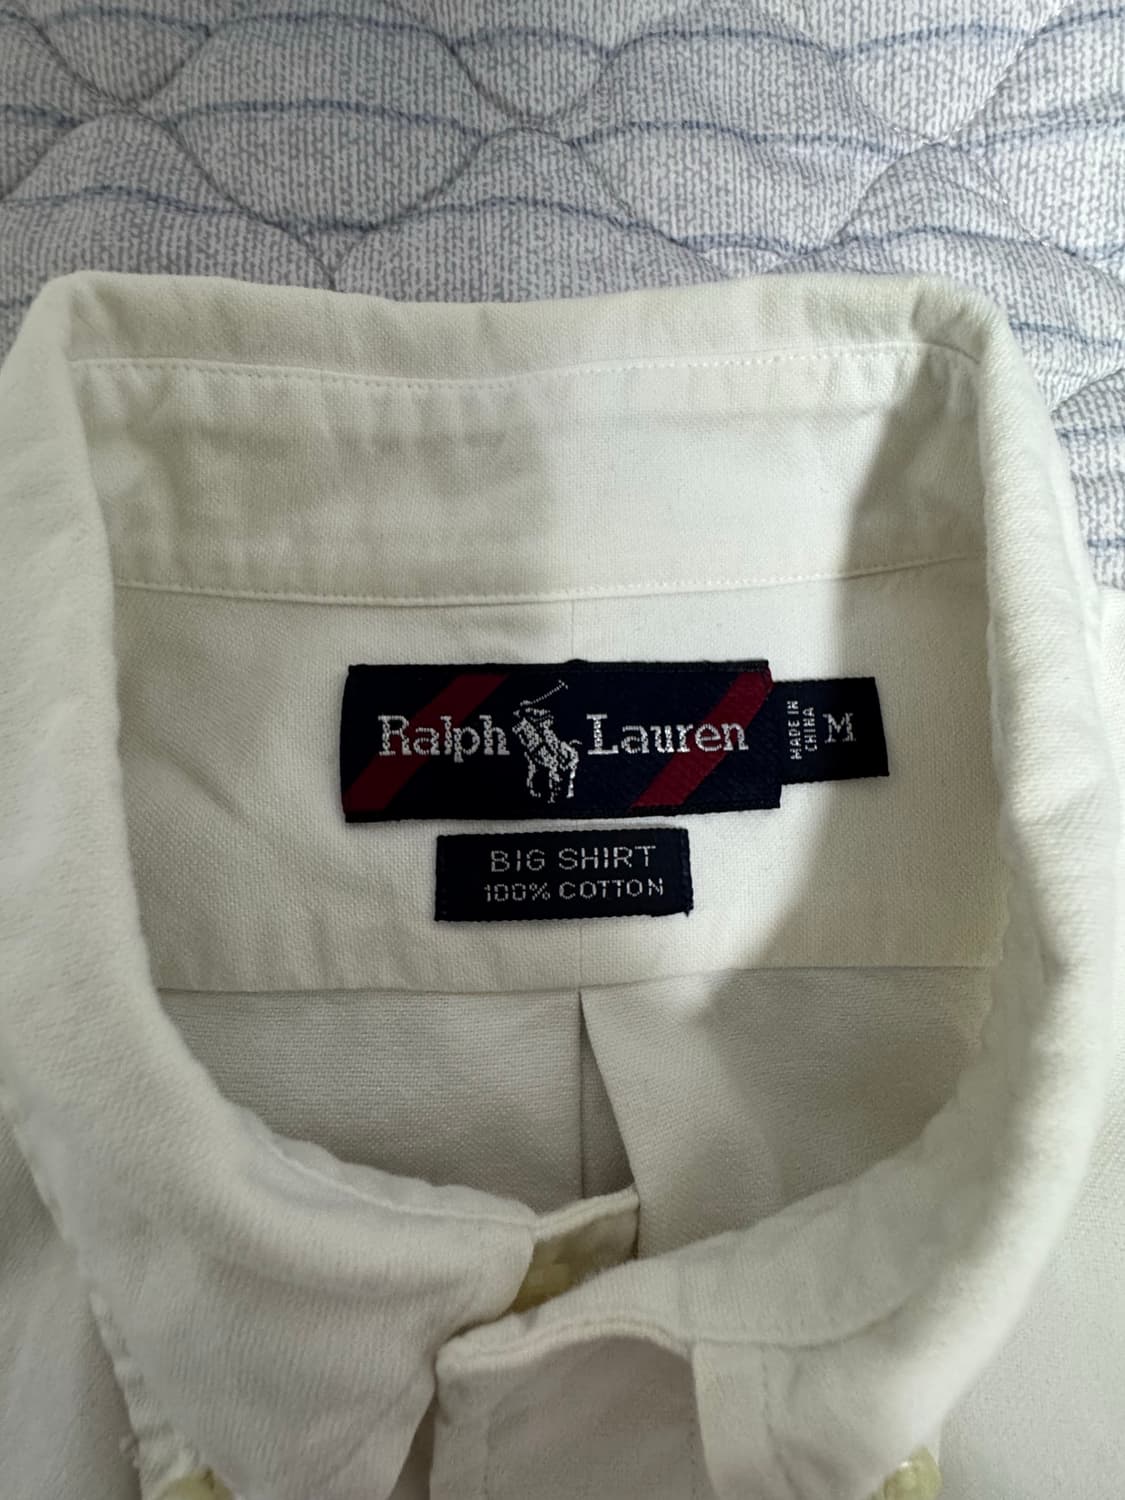 Ralph Lauren
MADE IN
CHINA
M
BIG SHIRT
100% COTTON